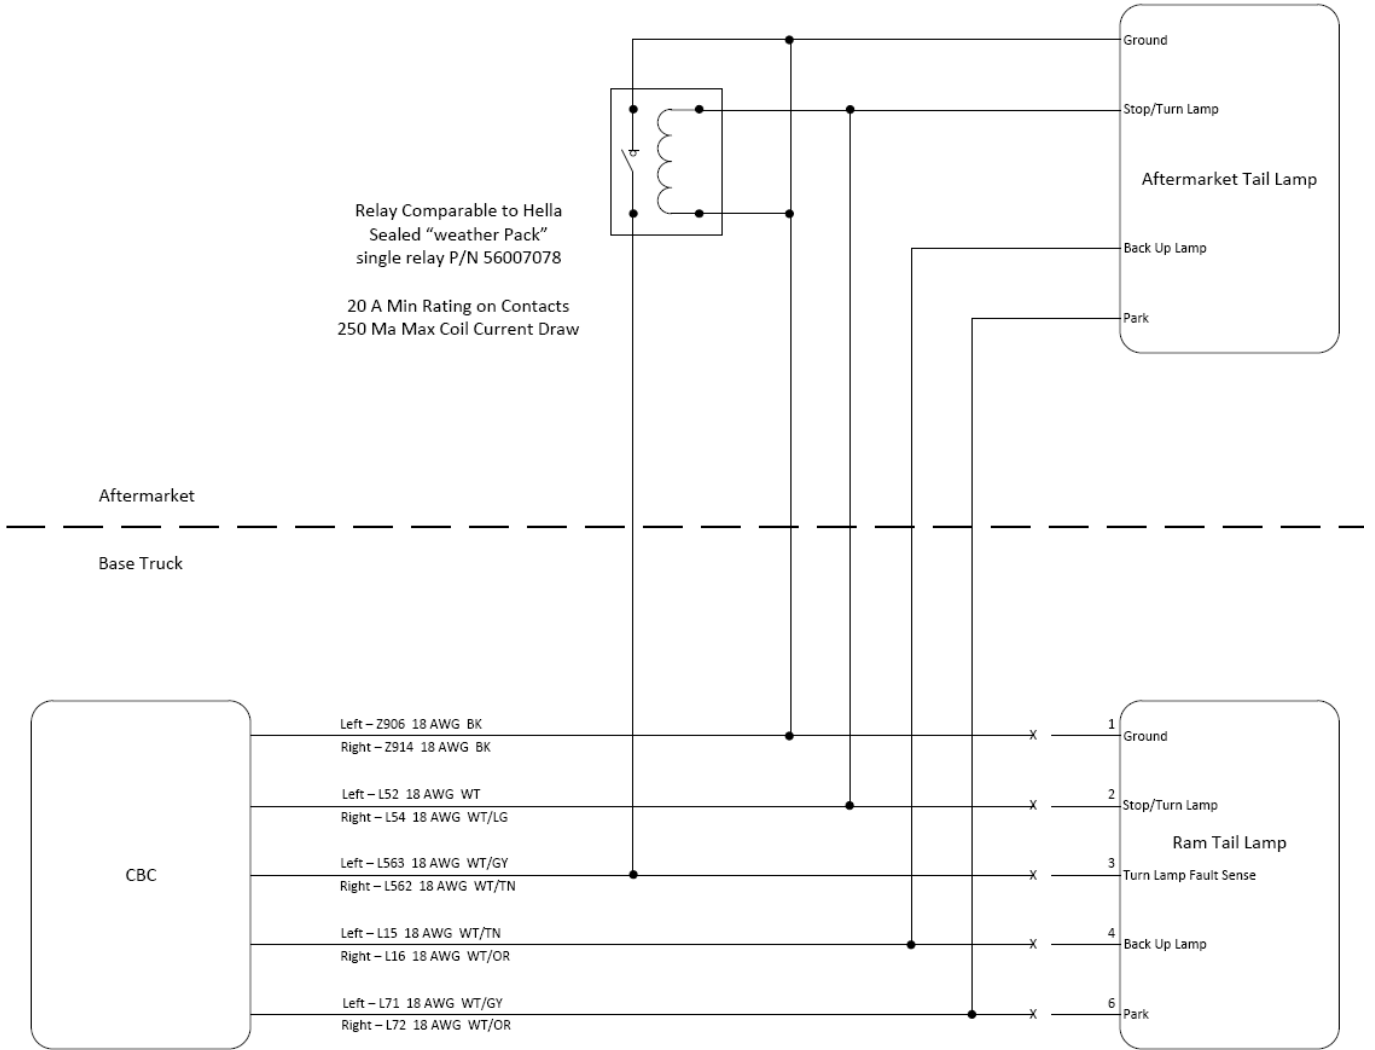 Ground
Stop/Turn Lamp
Aftermarket Tail Lamp
Back Up Lamp
Park
Relay Comparable to Hella
Sealed “weather Pack”
single relay P/N 56007078
20 A Min Rating on Contacts
250 Ma Max Coil Current Draw
Aftermarket
Base Truck
CBC
Left – Z906 18 AWG BK
Right – Z914 18 AWG BK
Left – L52 18 AWG WT
Right – L54 18 AWG WT/LG
Left – L563 18 AWG WT/GY
Right – L562 18 AWG WT/TN
Left – L15 18 AWG WT/TN
Right – L16 18 AWG WT/OR
Left – L71 18 AWG WT/GY
Right – L72 18 AWG WT/OR
X
X
X
X
X
1
Ground
2
Stop/Turn Lamp
Ram Tail Lamp
3
Turn Lamp Fault Sense
4
Back Up Lamp
6
Park